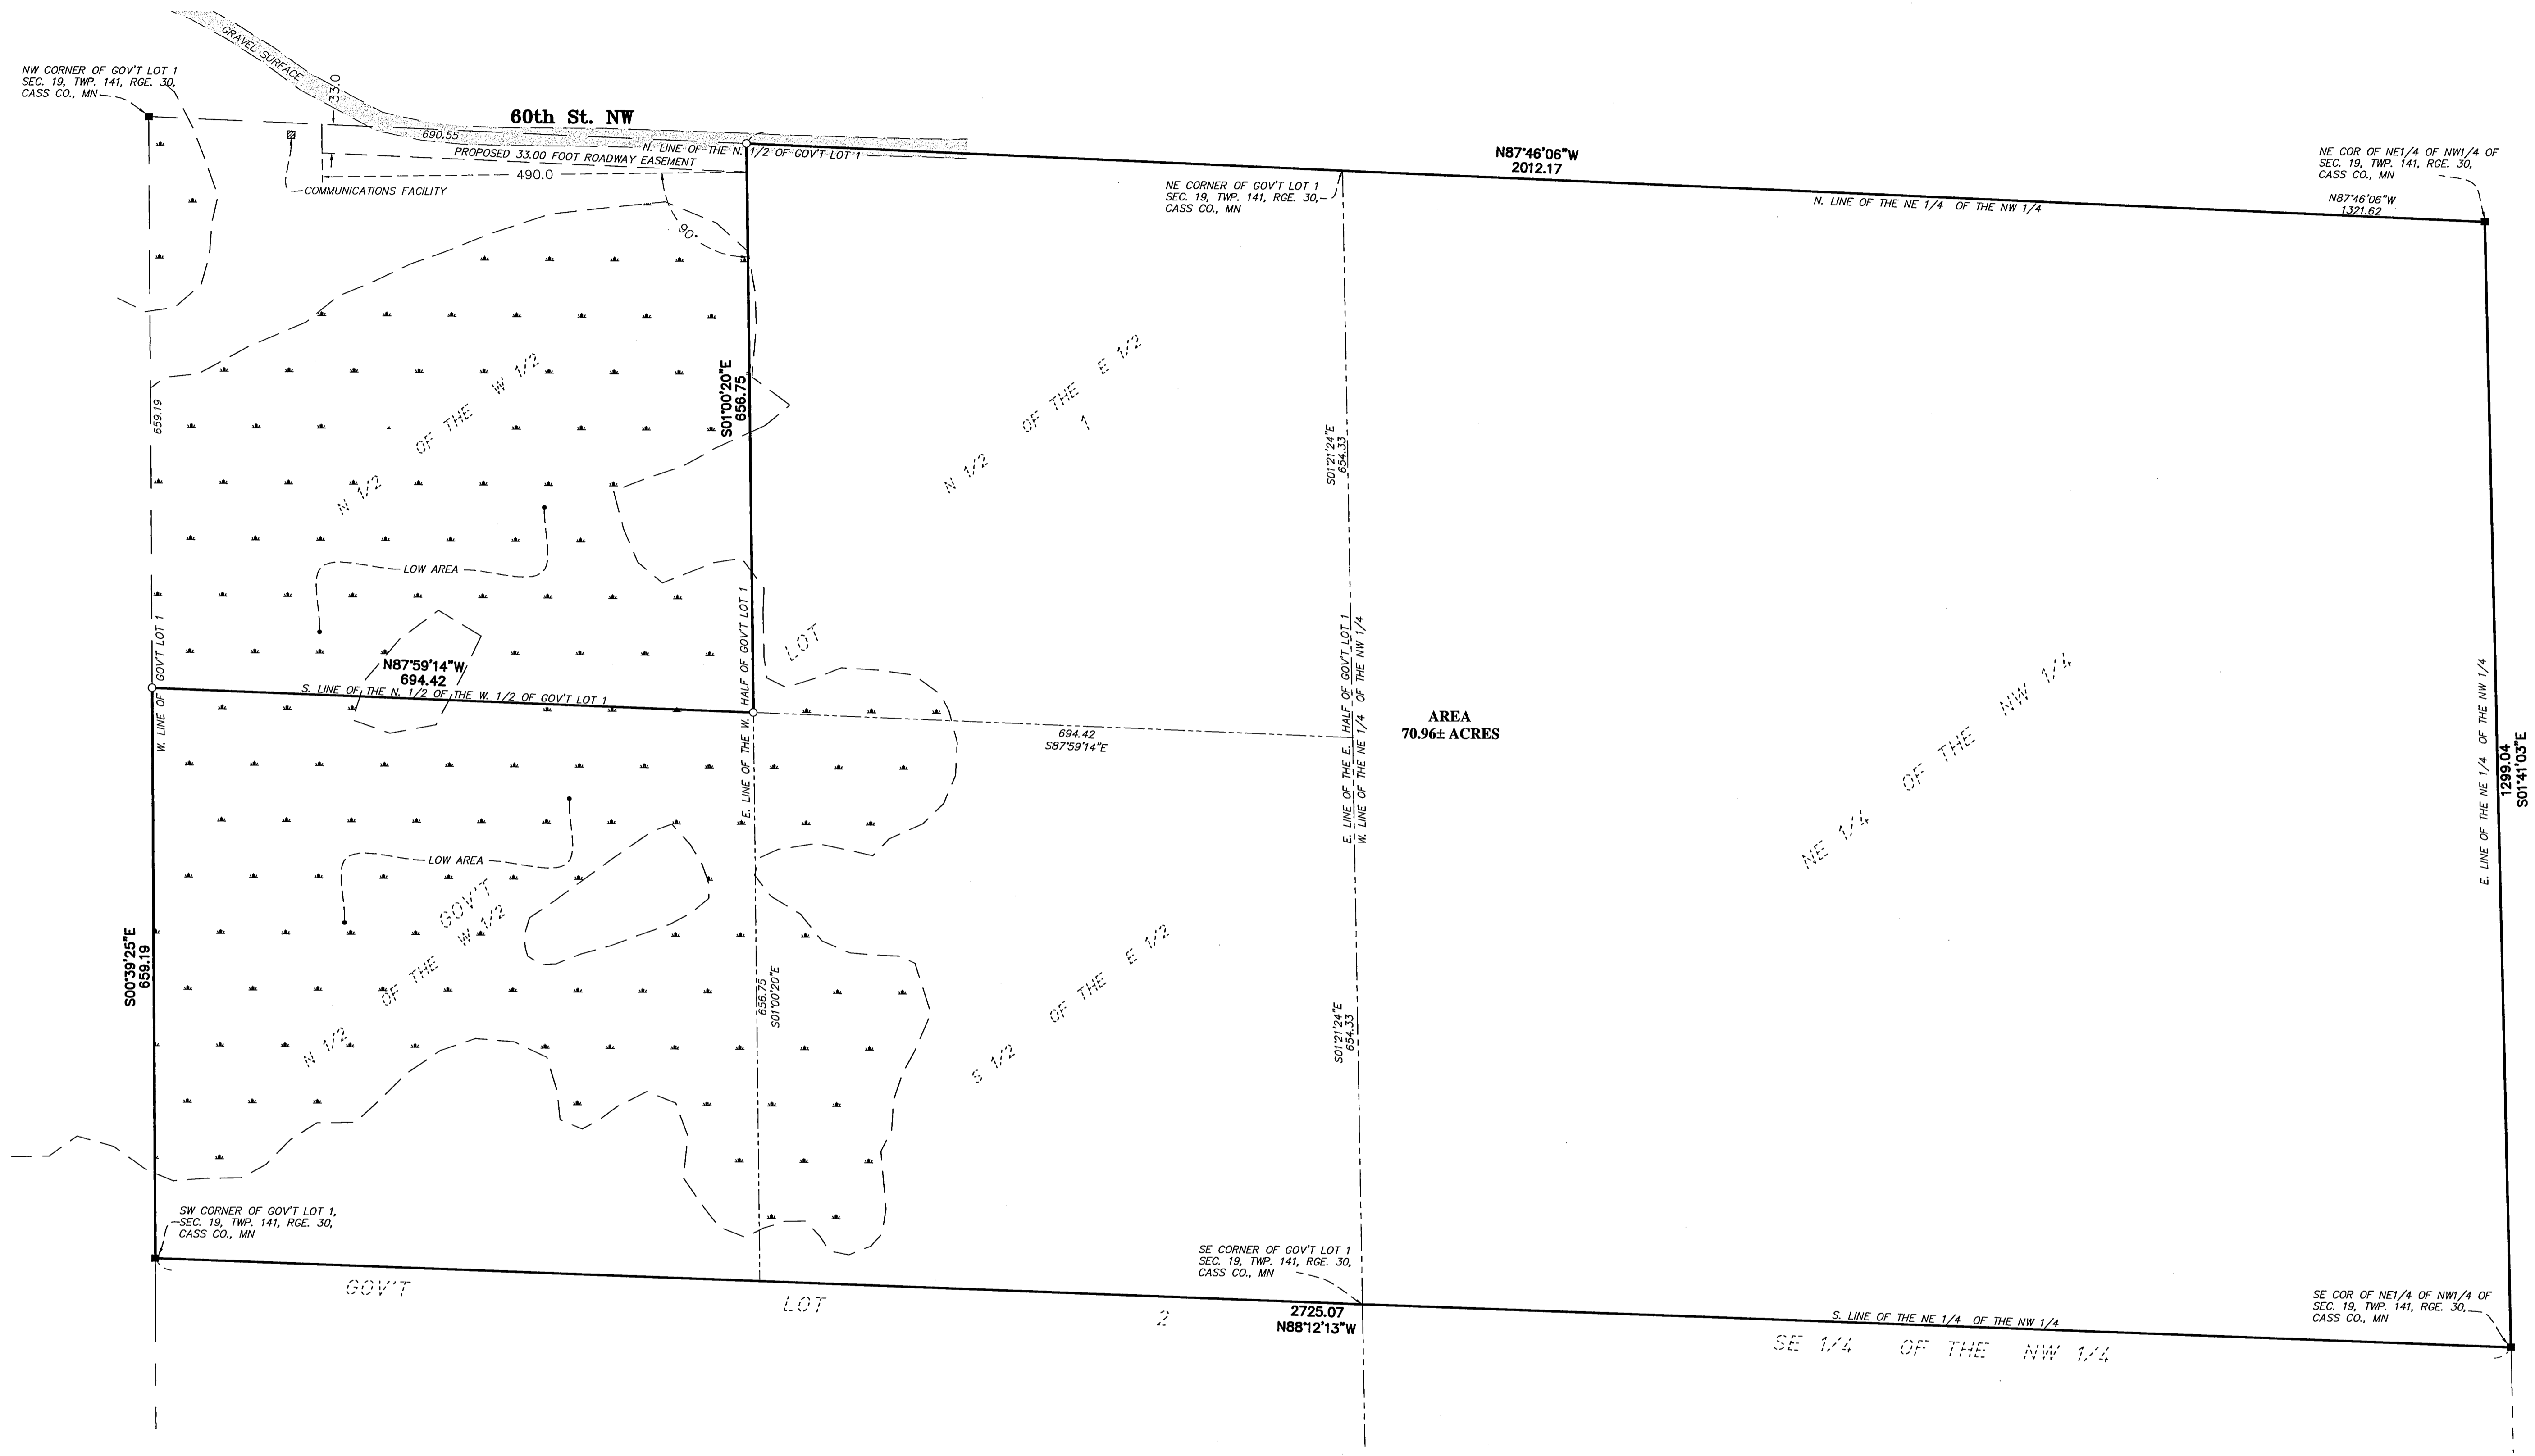 GRAVEL SURFACE
NW CORNER OF GOV'T LOT 1
SEC. 19, TWP. 141, RGE. 30,
CASS CO., MN
33.0
60th St. NW
690.55
N. LINE OF THE N. 1/2 OF GOV'T LOT 1
PROPOSED 33.00 FOOT ROADWAY EASEMENT
490.0
COMMUNICATIONS FACILITY
90°
N87°46'06"W
2012.17
NE CORNER OF GOV'T LOT 1
SEC. 19, TWP. 141, RGE. 30,
CASS CO., MN
N. LINE OF THE NE 1/4 OF THE NW 1/4
NE COR OF NE1/4 OF NW1/4 OF
SEC. 19, TWP. 141, RGE. 30,
CASS CO., MN
N87°46'06"W
1321.62
659.19
N 1/2 OF THE W 1/2
S01°00'20"E
656.75
N 1/2 OF THE E 1/2
1
S01°21'24"E
654.33
LOW AREA
W. LINE OF GOV'T LOT 1
E. LINE OF THE W. HALF OF GOV'T LOT 1
LOT
N87°59'14"W
694.42
S. LINE OF THE N. 1/2 OF THE W. 1/2 OF GOV'T LOT 1
694.42
S87°59'14"E
E. LINE OF THE E. HALF OF GOV'T LOT 1
W. LINE OF THE NE 1/4 OF THE NW 1/4
AREA
70.96± ACRES
NE 1/4 OF THE NW 1/4
E. LINE OF THE NE 1/4 OF THE NW 1/4
1299.04
S01°41'03"E
LOW AREA
GOV'T
N 1/2 OF THE W 1/2
S00°39'25"E
659.19
656.75
S01°00'20"E
S 1/2 OF THE E 1/2
S01°21'24"E
654.33
SW CORNER OF GOV'T LOT 1,
SEC. 19, TWP. 141, RGE. 30,
CASS CO., MN
SE CORNER OF GOV'T LOT 1
SEC. 19, TWP. 141, RGE. 30,
CASS CO., MN
GOV'T LOT 2
2725.07
N88°12'13"W
S. LINE OF THE NE 1/4 OF THE NW 1/4
SE 1/4 OF THE NW 1/4
SE COR OF NE1/4 OF NW1/4 OF
SEC. 19, TWP. 141, RGE. 30,
CASS CO., MN